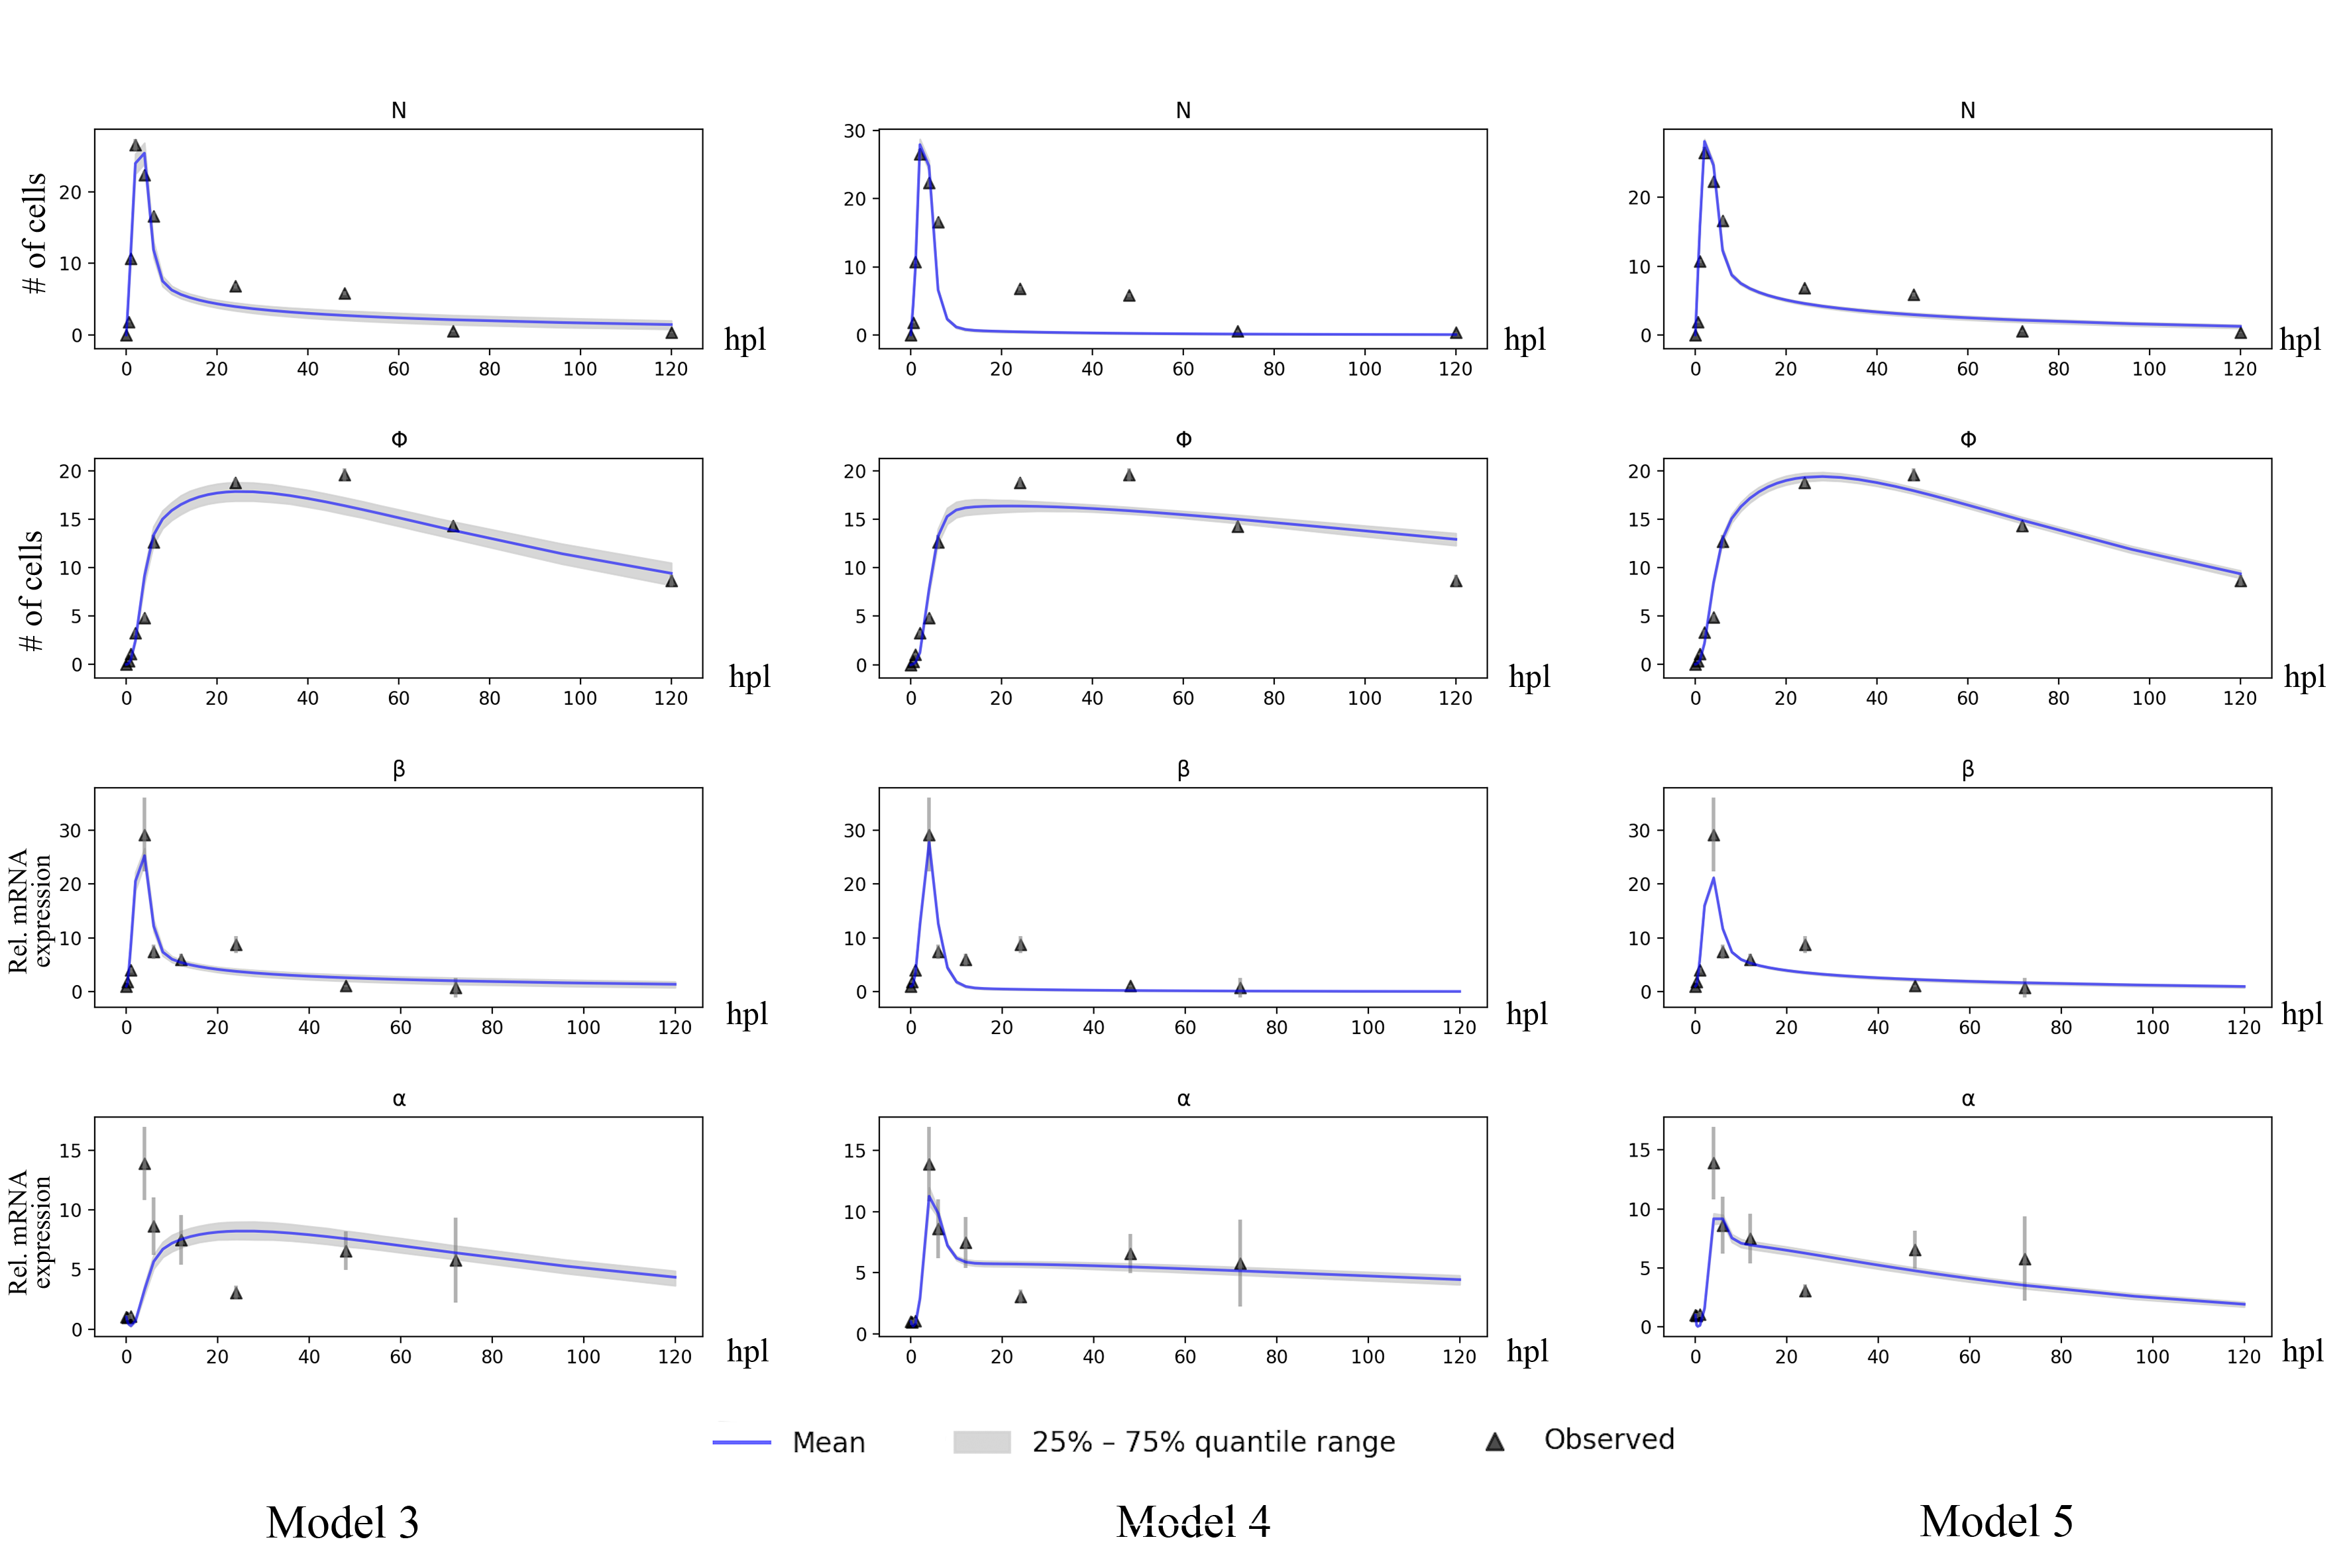 N N N
30
20 20 20
10 10 10
0 0 0
# of cells
0 20 40 60 80 100 120 hpl 0 20 40 60 80 100 120 hpl 0 20 40 60 80 100 120 hpl
Φ Φ Φ
20 20 20
15 15 15
10 10 10
5 5 5
0 0 0
# of cells
0 20 40 60 80 100 120 hpl 0 20 40 60 80 100 120 hpl 0 20 40 60 80 100 120 hpl
β β β
30 30 30
20 20 20
10 10 10
0 0 0
Rel. mRNA
expression
0 20 40 60 80 100 120 hpl 0 20 40 60 80 100 120 hpl 0 20 40 60 80 100 120 hpl
α α α
15 15 15
10 10 10
5 5 5
0 0 0
Rel. mRNA
expression
0 20 40 60 80 100 120 hpl 0 20 40 60 80 100 120 hpl 0 20 40 60 80 100 120 hpl
Mean 25% – 75% quantile range Observed
Model 3 Model 4 Model 5